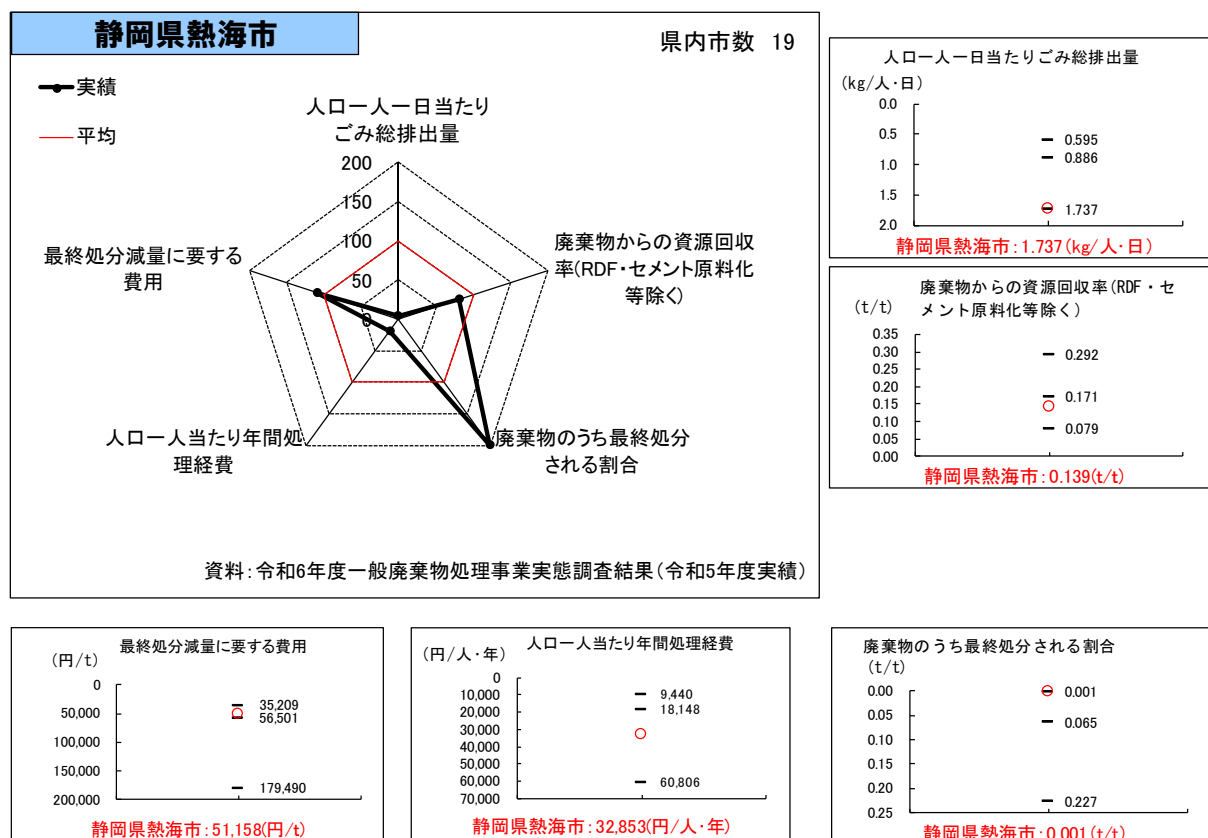 静岡県熱海市
県内市数 19
実績
平均
人口一人一日当たり
ごみ総排出量
200
150
100
50
0
廃棄物からの資源回収
率(RDF・セメント原料化
等除く)
最終処分減量に要する
費用
人口一人当たり年間処
理経費
廃棄物のうち最終処分
される割合
資料:令和6年度一般廃棄物処理事業実態調査結果(令和5年度実績)
人口一人一日当たりごみ総排出量
(kg/人・日)
0.0
0.5
1.0
1.5
2.0
0.595
0.886
1.737
静岡県熱海市:1.737(kg/人・日)
廃棄物からの資源回収率(RDF・セ
メント原料化等除く)
(t/t)
0.35
0.30
0.25
0.20
0.15
0.10
0.05
0.00
0.292
0.171
0.079
静岡県熱海市:0.139(t/t)
最終処分減量に要する費用
(円/t)
0
50,000
100,000
150,000
200,000
35,209
56,501
179,490
静岡県熱海市:51,158(円/t)
人口一人当たり年間処理経費
(円/人・年)
0
10,000
20,000
30,000
40,000
50,000
60,000
70,000
9,440
18,148
60,806
静岡県熱海市:32,853(円/人・年)
廃棄物のうち最終処分される割合
(t/t)
0.00
0.05
0.10
0.15
0.20
0.25
0.001
0.065
0.227
静岡県熱海市:0.001(t/t)